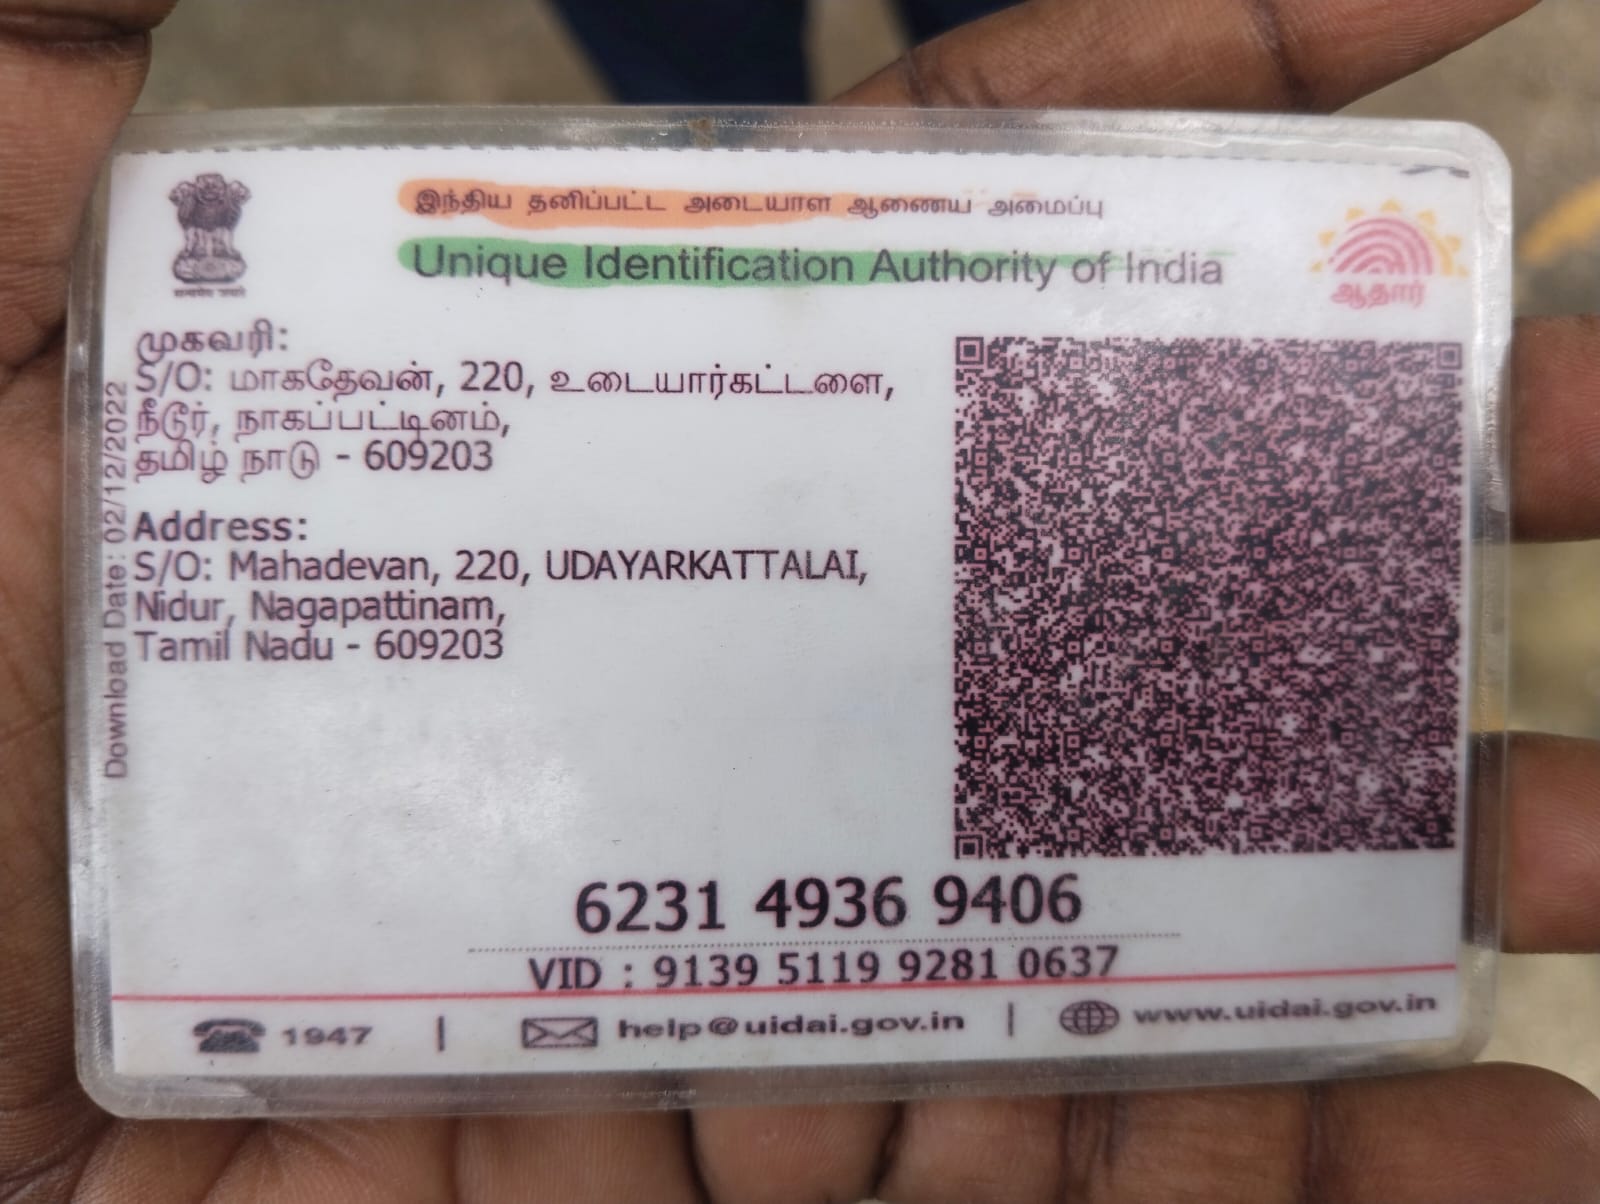 இந்திய தனிப்பட்ட அடையாள ஆணைய அமைப்பு
Unique Identification Authority of India
ஆதார்
முகவரி:
S/O: மாகதேவன், 220, உடையார்கட்டளை,
நீடூர், நாகப்பட்டினம்,
தமிழ் நாடு - 609203
Address:
S/O: Mahadevan, 220, UDAYARKATTALAI,
Nidur, Nagapattinam,
Tamil Nadu - 609203
Download Date: 02/12/2022
6231 4936 9406
VID : 9139 5119 9281 0637
1947 | help@uidai.gov.in | www.uidai.gov.in